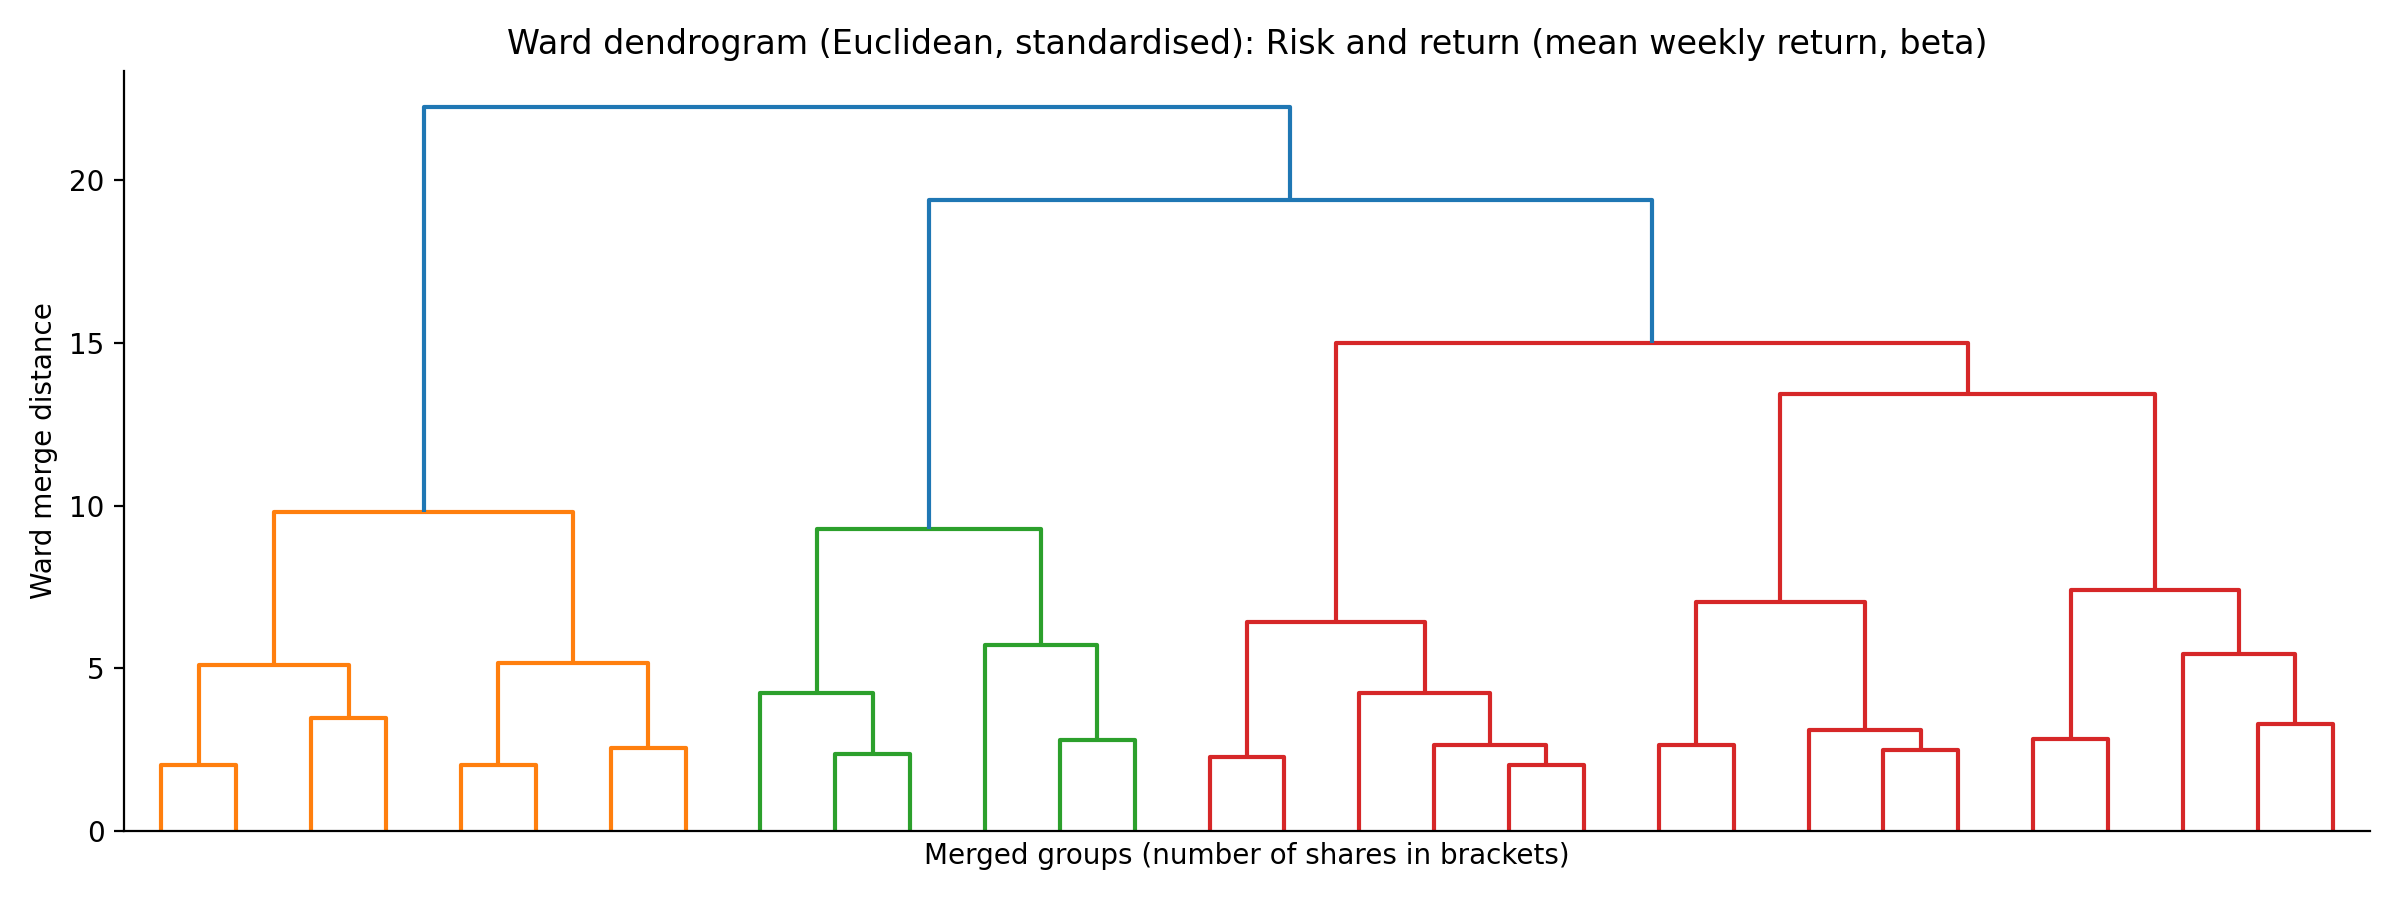 Ward dendrogram (Euclidean, standardised): Risk and return (mean weekly return, beta)
Ward merge distance
20
15
10
5
0
Merged groups (number of shares in brackets)